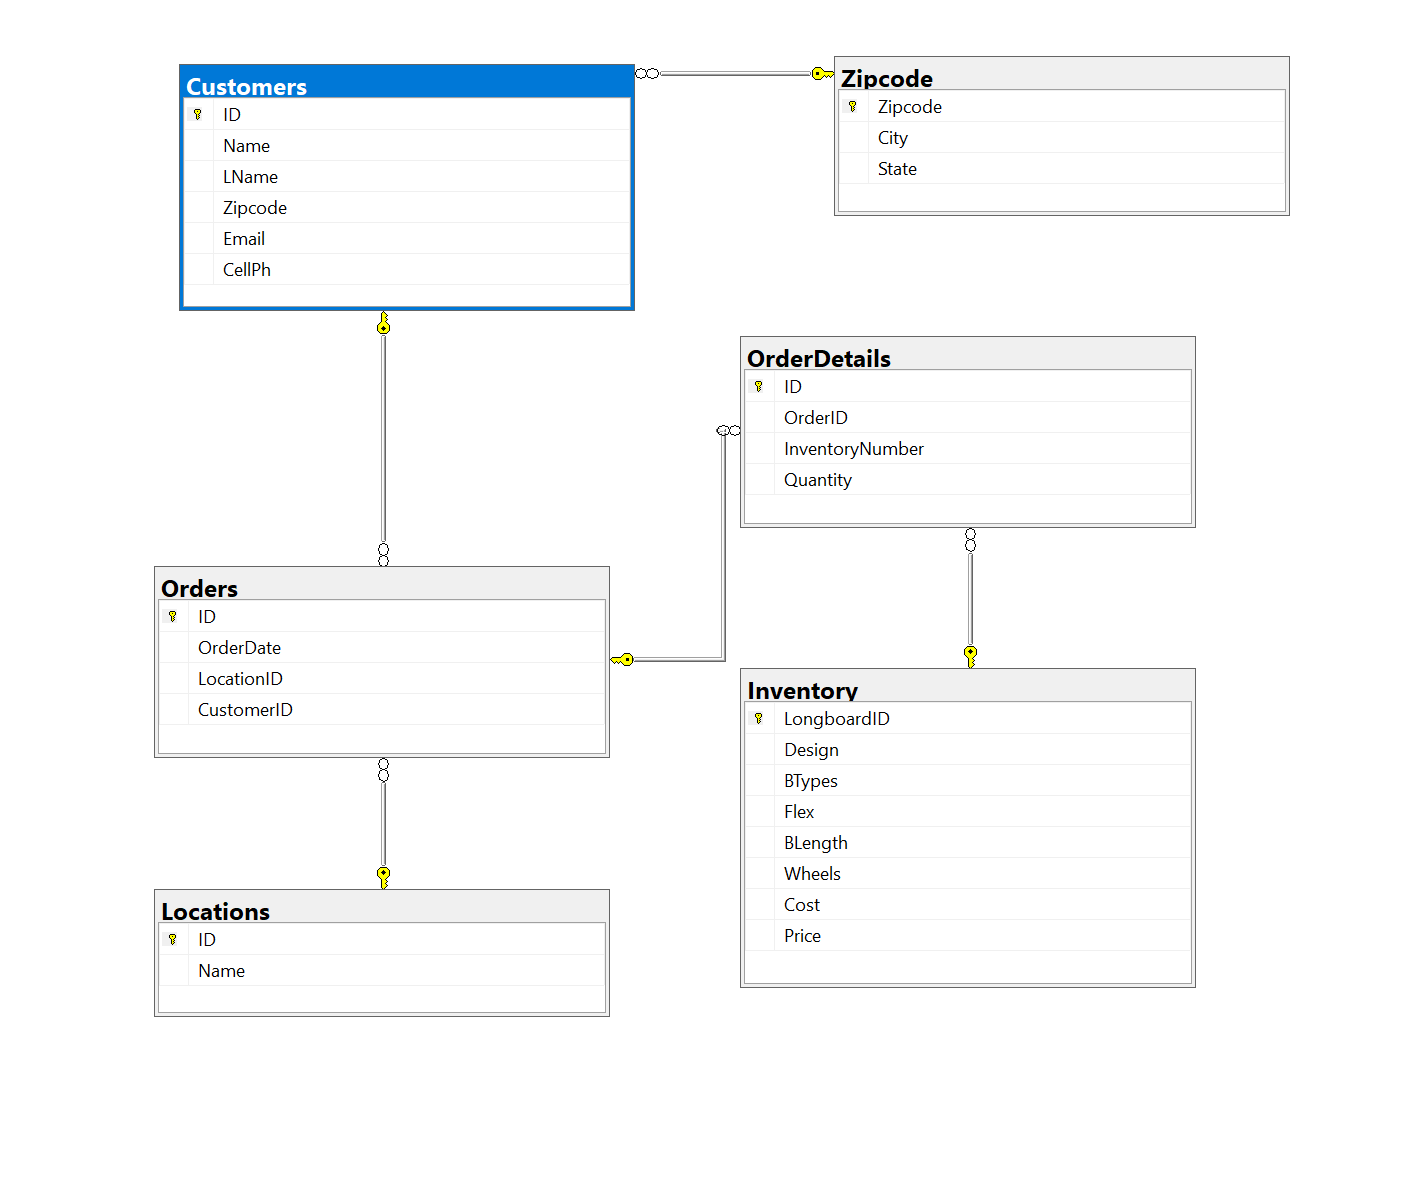 Customers
ID
Name
LName
Zipcode
Email
CellPh
Zipcode
Zipcode
City
State
OrderDetails
ID
OrderID
InventoryNumber
Quantity
Orders
ID
OrderDate
LocationID
CustomerID
Inventory
LongboardID
Design
BTypes
Flex
BLength
Wheels
Cost
Price
Locations
ID
Name